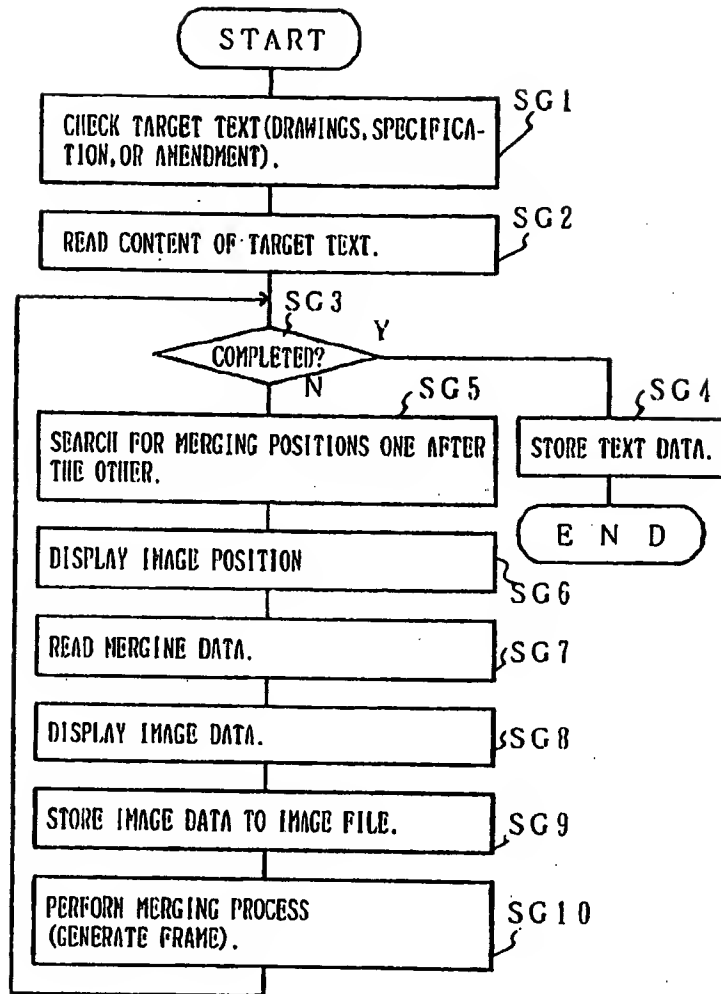 START
SG1
CHECK TARGET TEXT(DRAWINGS, SPECIFICA-
TION, OR AMENDMENT).
SG2
READ CONTENT OF TARGET TEXT.
SG3
COMPLETED?
Y
N
SG4
STORE TEXT DATA.
END
SG5
SEARCH FOR MERGING POSITIONS ONE AFTER
THE OTHER.
DISPLAY IMAGE POSITION
SG6
READ MERGINE DATA.
SG7
DISPLAY IMAGE DATA.
SG8
STORE IMAGE DATA TO IMAGE FILE.
SG9
PERFORM MERGING PROCESS
(GENERATE FRAME).
SG10